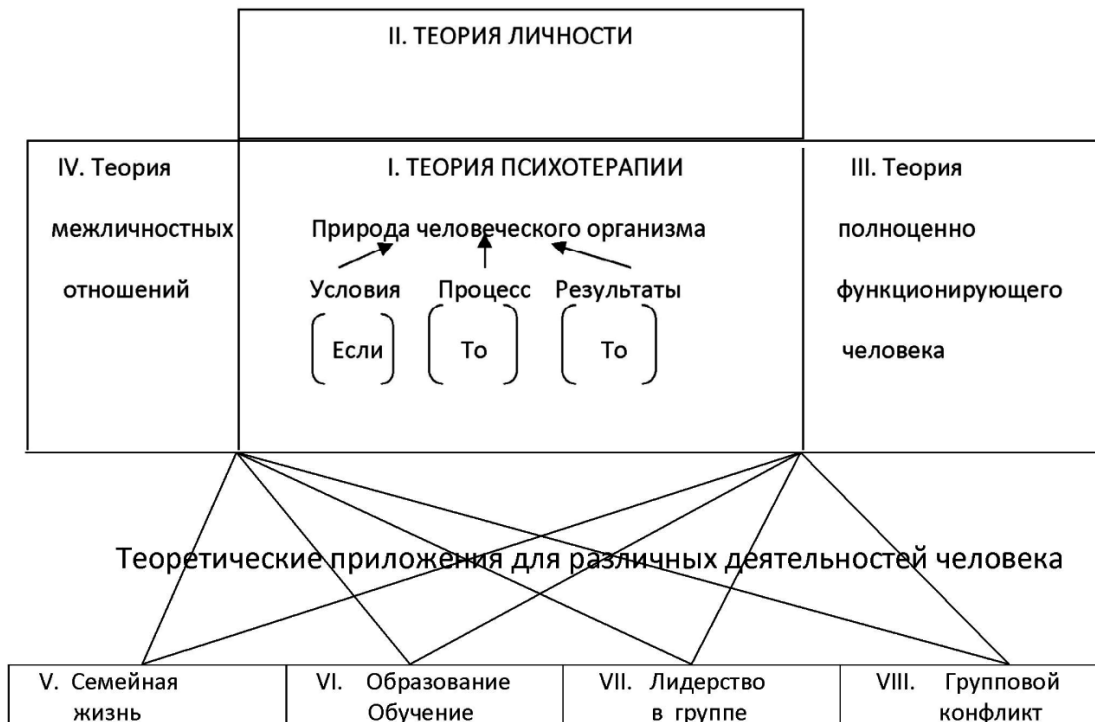 II. ТЕОРИЯ ЛИЧНОСТИ
IV. Теория
межличностных
отношений
I. ТЕОРИЯ ПСИХОТЕРАПИИ
Природа человеческого организма
Условия Процесс Результаты
Если То То
III. Теория
полноценно
функционирующего
человека
Теоретические приложения для различных деятельностей человека
V. Семейная
жизнь
VI. Образование
Обучение
VII. Лидерство
в группе
VIII. Групповой
конфликт